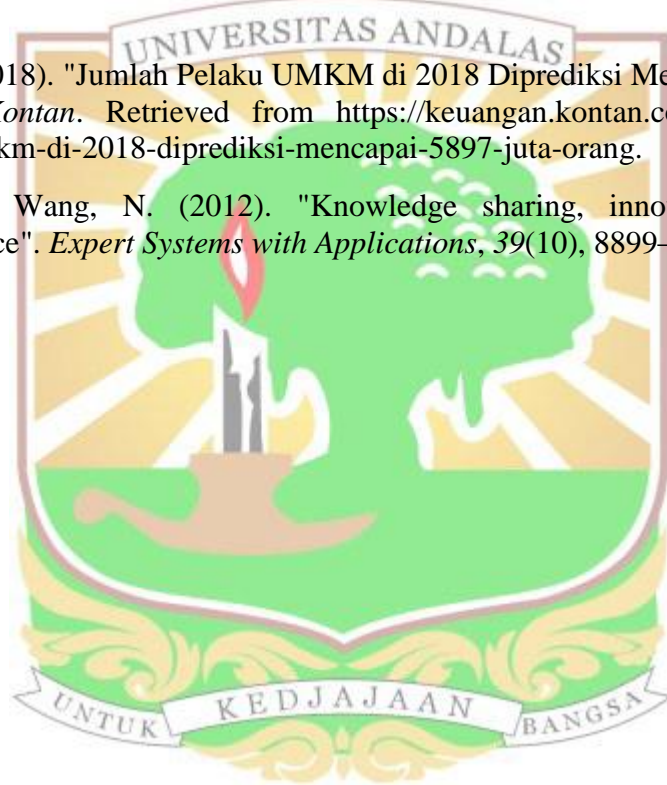 UNIVERSITAS ANDALAS
018). "Jumlah Pelaku UMKM di 2018 Diprediksi Me
Kontan. Retrieved from https://keuangan.kontan.co
km-di-2018-diprediksi-mencapai-5897-juta-orang.
Wang, N. (2012). "Knowledge sharing, inno
ce". Expert Systems with Applications, 39(10), 8899–
UNTUK KEDJAJAAN BANGSA